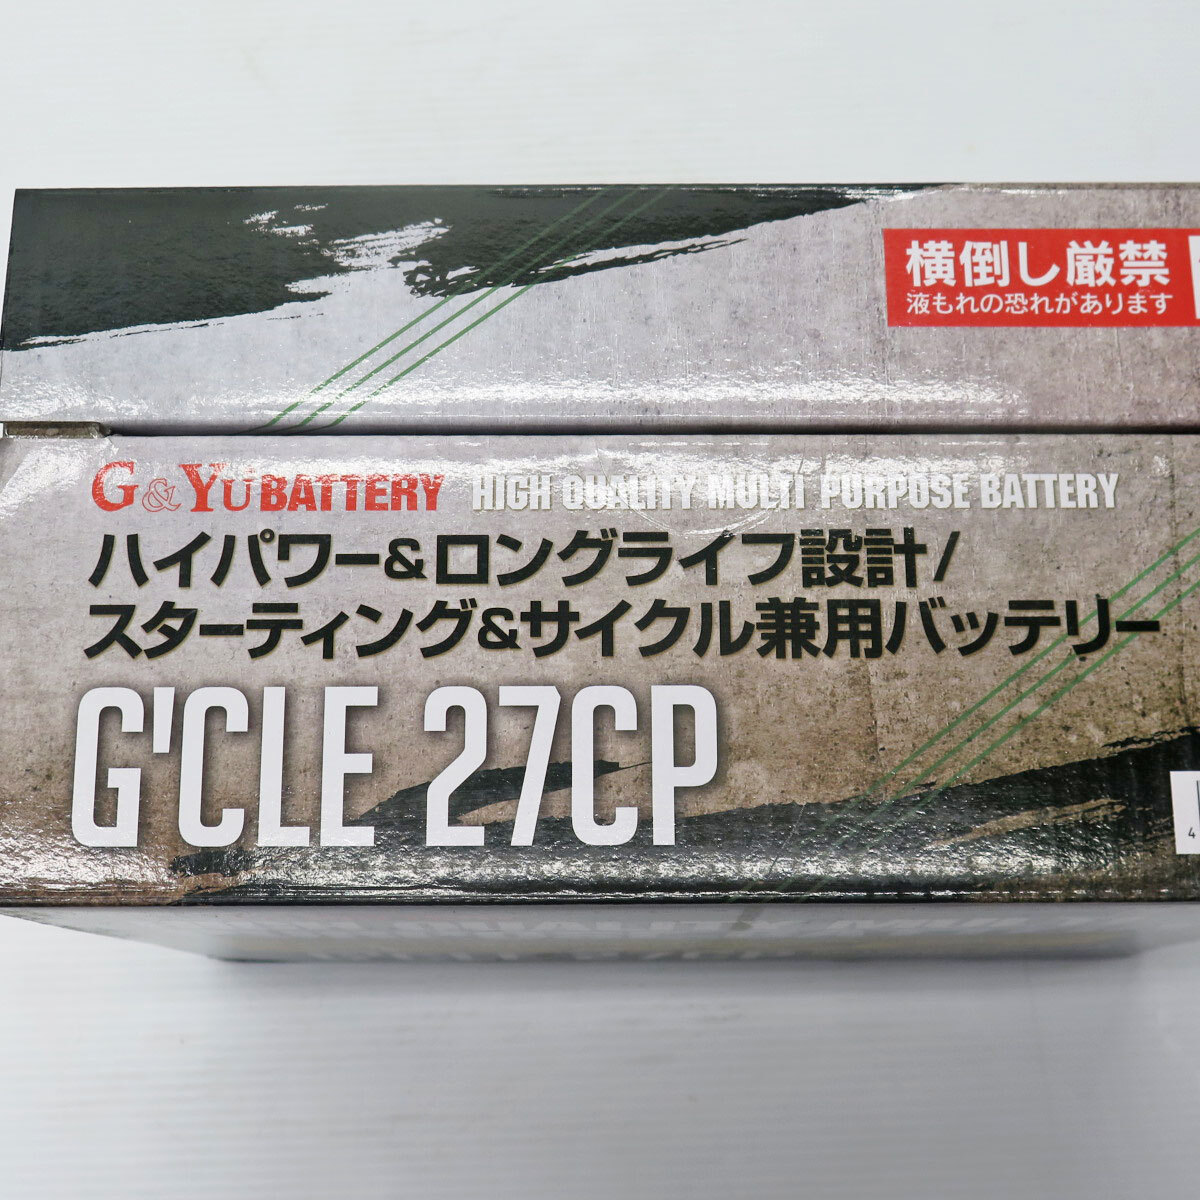 横倒し厳禁
液もれの恐れがあります
G&YU BATTERY HIGH QUALITY MULTI PURPOSE BATTERY
ハイパワー&ロングライフ設計/
スターティング&サイクル兼用バッテリー
G'CLE 27CP
4